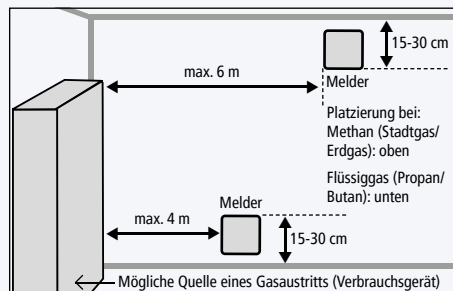 15-30 cm
max. 6 m
Melder
Platzierung bei:
Methan (Stadtgas/
Erdgas): oben
Flüssiggas (Propan/
Butan): unten
Melder
max. 4 m
15-30 cm
Mögliche Quelle eines Gasaustritts (Verbrauchsgerät)